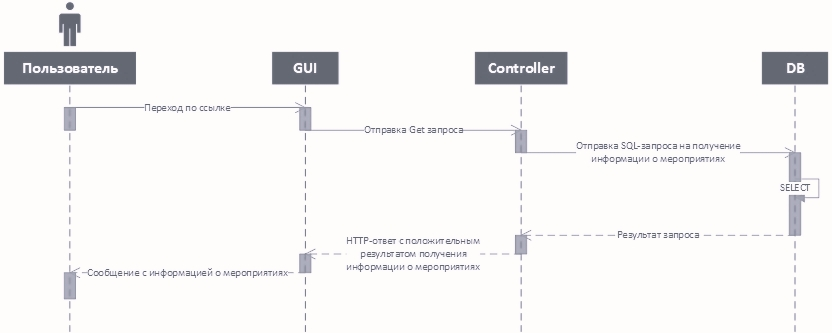 Пользователь
GUI
Controller
DB
Переход по ссылке
Отправка Get запроса
Отправка SQL-запроса на получение
информации о мероприятиях
SELECT
Результат запроса
HTTP-ответ с положительным
результатом получения
информации о мероприятиях
Сообщение с информацией о мероприятиях